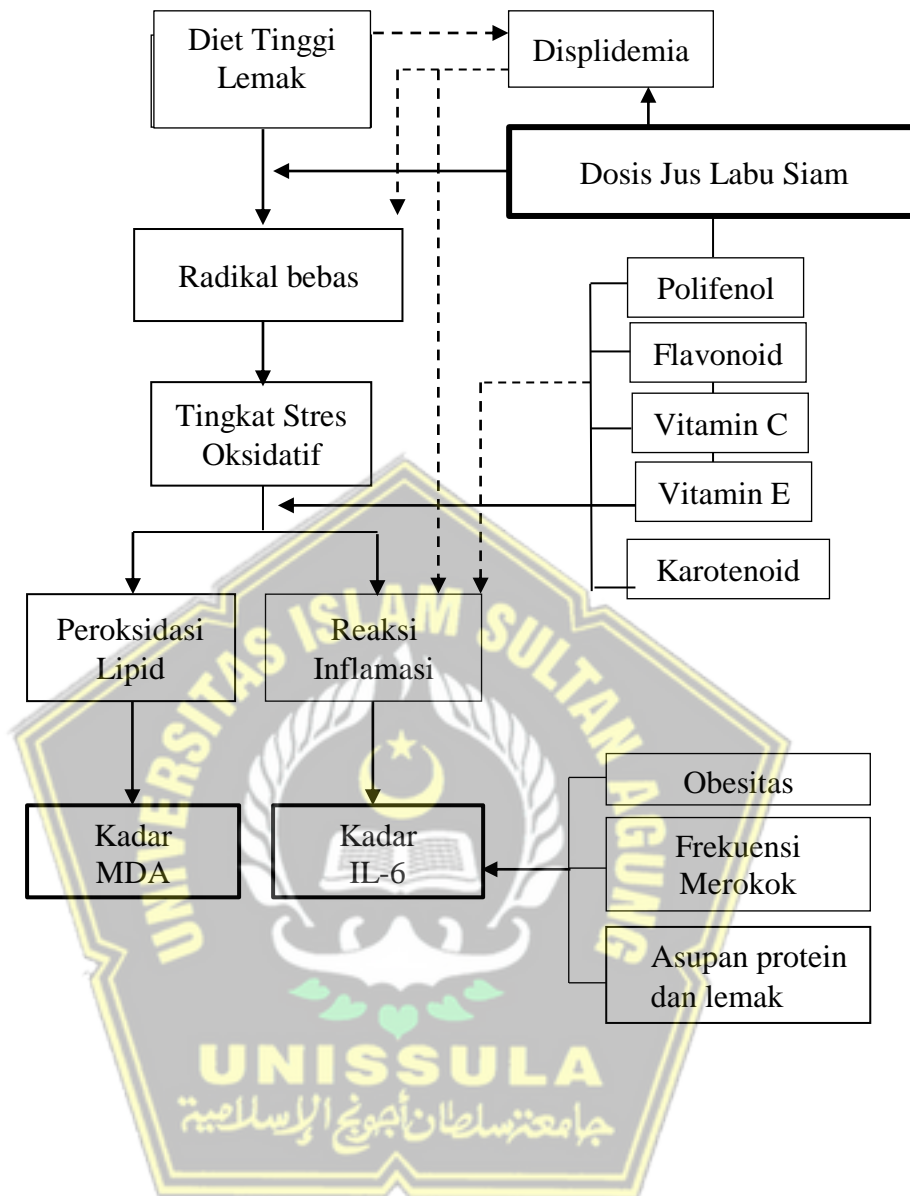 Diet Tinggi
Lemak
Displidemia
Dosis Jus Labu Siam
Radikal bebas
Polifenol
Flavonoid
Tingkat Stres
Oksidatif
Vitamin C
Vitamin E
Karotenoid
Peroksidasi
Lipid
Reaksi
Inflamasi
Kadar
MDA
Kadar
IL-6
Obesitas
Frekuensi
Merokok
Asupan protein
dan lemak
UNIVERSITAS ISLAM SULTAN AGUNG
UNISSULA
جامعتنسلطان أجونج الإسلامية